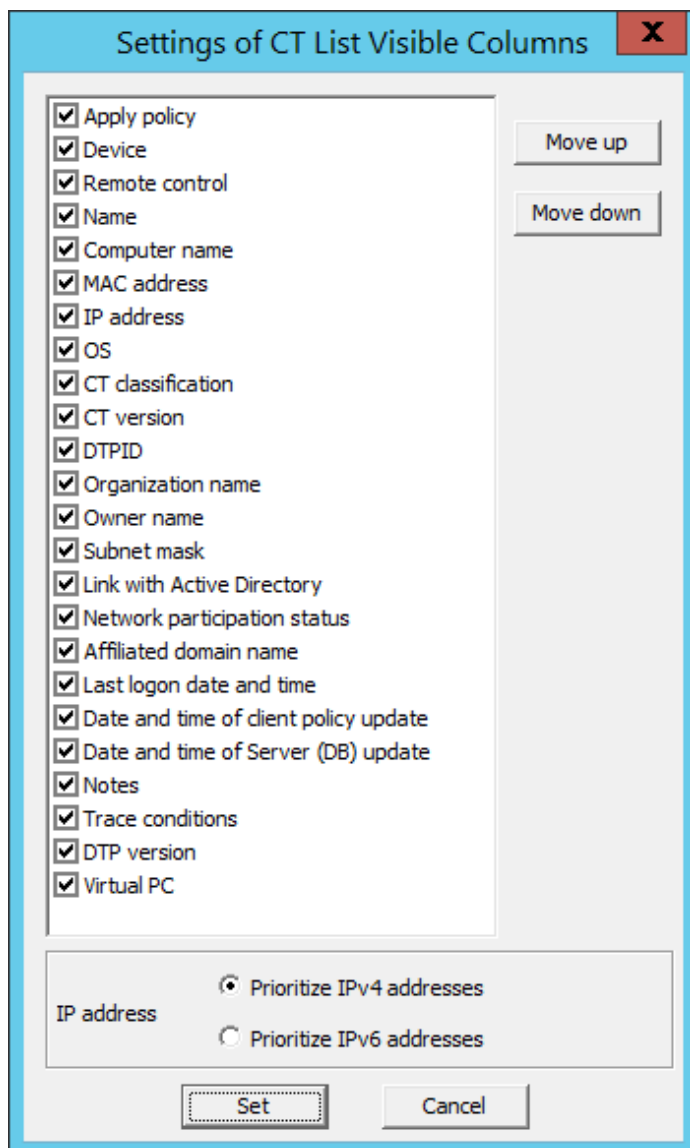 Settings of CT List Visible Columns
X
Apply policy
Device
Remote control
Name
Computer name
MAC address
IP address
OS
CT classification
CT version
DTPID
Organization name
Owner name
Subnet mask
Link with Active Directory
Network participation status
Affiliated domain name
Last logon date and time
Date and time of client policy update
Date and time of Server (DB) update
Notes
Trace conditions
DTP version
Virtual PC
Move up
Move down
IP address
Prioritize IPv4 addresses
Prioritize IPv6 addresses
Set
Cancel